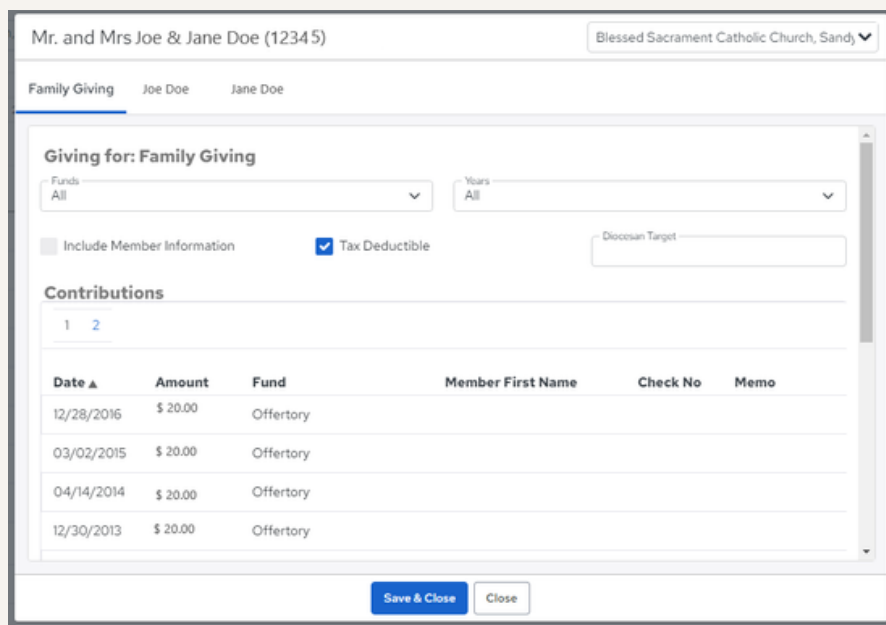 Mr. and Mrs Joe & Jane Doe (12345)
Blessed Sacrament Catholic Church, Sandy
Family Giving Joe Doe Jane Doe
Giving for: Family Giving
Funds Years
All All
Include Member Information Tax Deductible Diocesan Target
Contributions
1 2
Date Amount Fund Member First Name Check No Memo
12/28/2016 $ 20.00 Offertory
03/02/2015 $ 20.00 Offertory
04/14/2014 $ 20.00 Offertory
12/30/2013 $ 20.00 Offertory
Save & Close Close